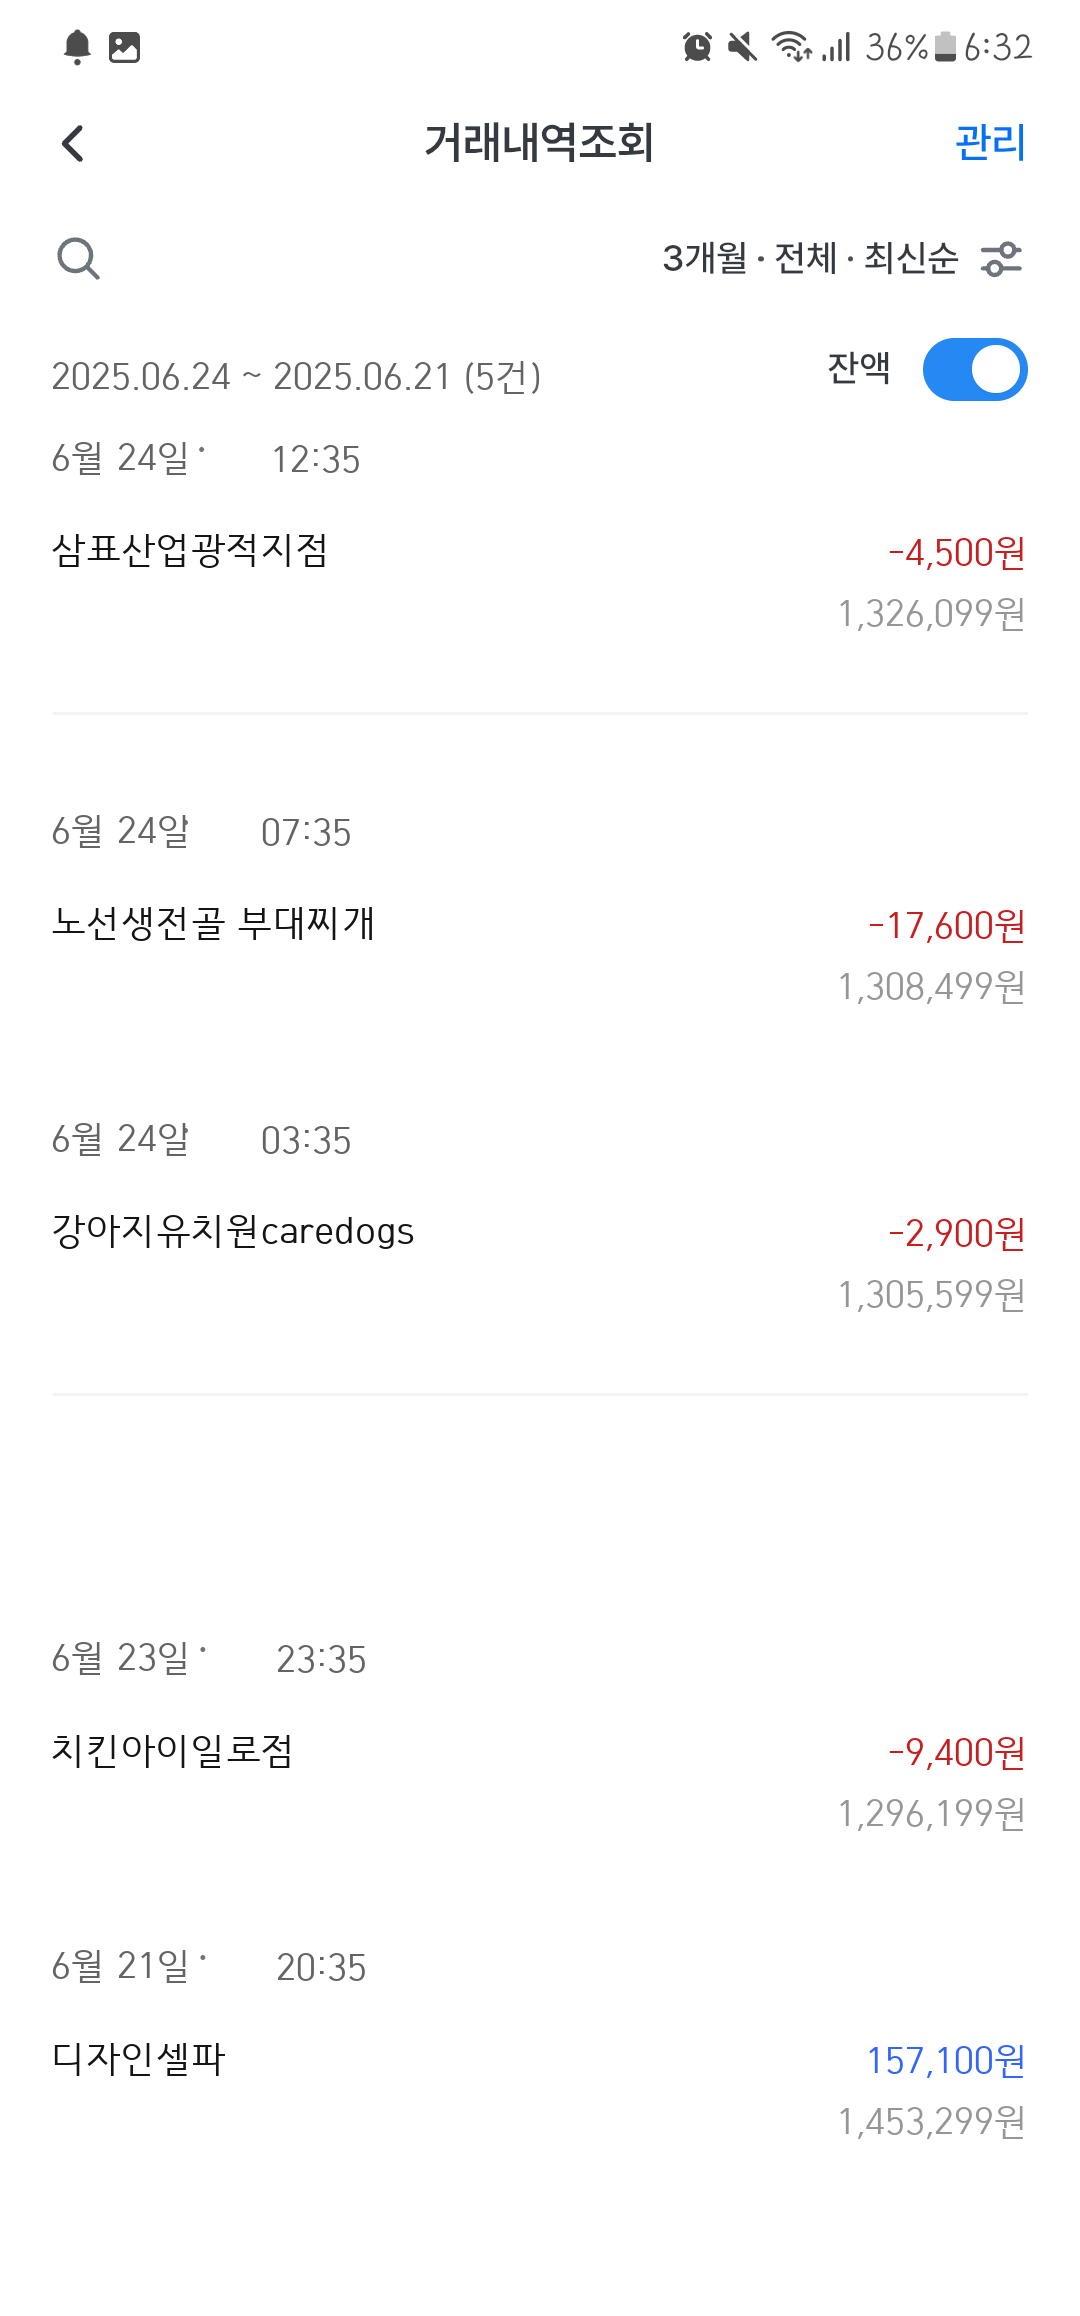 36% 6:32
거래내역조회 관리
3개월 · 전체 · 최신순
2025.06.24 ~ 2025.06.21 (5건) 잔액
6월 24일· 12:35
삼표산업광적지점 -4,500원
1,326,099원
6월 24일 07:35
노선생전골 부대찌개 -17,600원
1,308,499원
6월 24일 03:35
강아지유치원caredogs -2,900원
1,305,599원
6월 23일· 23:35
치킨아이일로점 -9,400원
1,296,199원
6월 21일· 20:35
디자인셀파 157,100원
1,453,299원